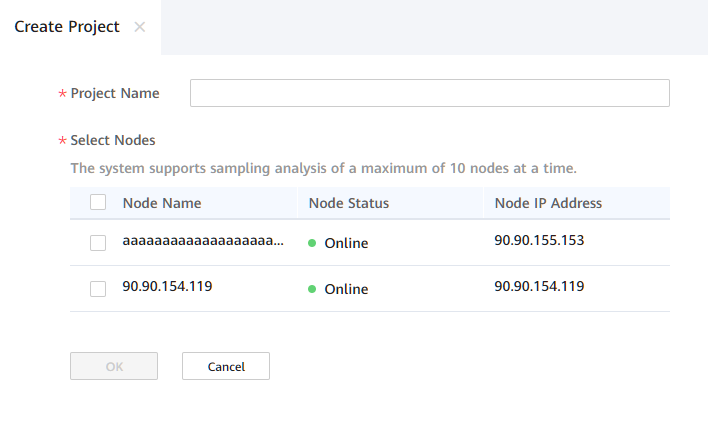 Create Project
* Project Name
* Select Nodes
The system supports sampling analysis of a maximum of 10 nodes at a time.
Node Name Node Status Node IP Address
aaaaaaaaaaaaaaaaaaa... Online 90.90.155.153
90.90.154.119 Online 90.90.154.119
OK Cancel